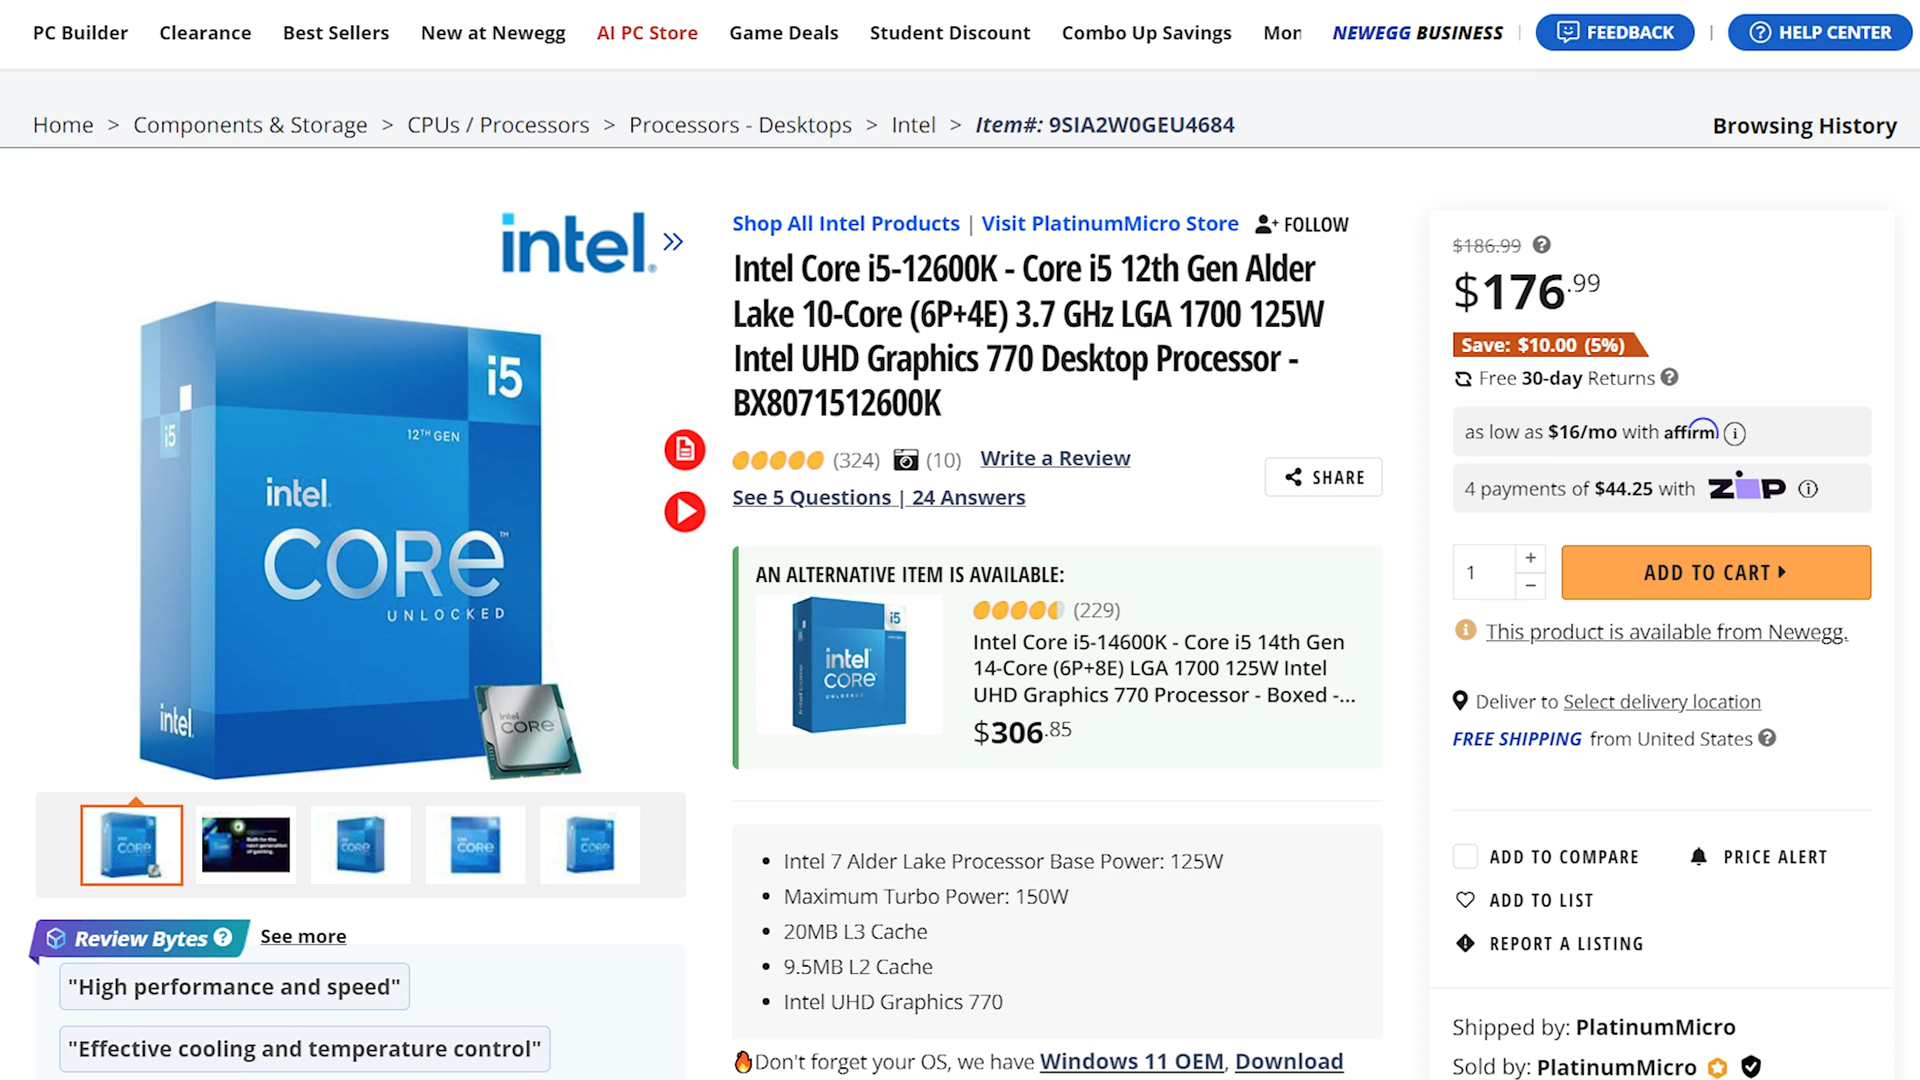 PC Builder Clearance Best Sellers New at Newegg AI PC Store Game Deals Student Discount Combo Up Savings Mor NEWEGG BUSINESS | FEEDBACK | HELP CENTER
Home > Components & Storage > CPUs / Processors > Processors - Desktops > Intel > Item#: 9SIA2W0GEU4684
Browsing History
intel.
i5
12TH GEN
i5
intel.
CORE™
UNLOCKED
intel.
intel
CORE
Review Bytes See more
"High performance and speed"
"Effective cooling and temperature control"
Shop All Intel Products | Visit PlatinumMicro Store FOLLOW
Intel Core i5-12600K - Core i5 12th Gen Alder
Lake 10-Core (6P+4E) 3.7 GHz LGA 1700 125W
Intel UHD Graphics 770 Desktop Processor -
BX8071512600K
(324) (10) Write a Review
See 5 Questions | 24 Answers
SHARE
AN ALTERNATIVE ITEM IS AVAILABLE:
i5
intel
CORE
UNLOCKED
(229)
Intel Core i5-14600K - Core i5 14th Gen
14-Core (6P+8E) LGA 1700 125W Intel
UHD Graphics 770 Processor - Boxed -...
$306.85
• Intel 7 Alder Lake Processor Base Power: 125W
• Maximum Turbo Power: 150W
• 20MB L3 Cache
• 9.5MB L2 Cache
• Intel UHD Graphics 770
Don't forget your OS, we have Windows 11 OEM, Download
$186.99
$176.99
Save: $10.00 (5%)
Free 30-day Returns
as low as $16/mo with affirm
4 payments of $44.25 with ZIP
1 + −
ADD TO CART
This product is available from Newegg.
Deliver to Select delivery location
FREE SHIPPING from United States
ADD TO COMPARE PRICE ALERT
ADD TO LIST
REPORT A LISTING
Shipped by: PlatinumMicro
Sold by: PlatinumMicro